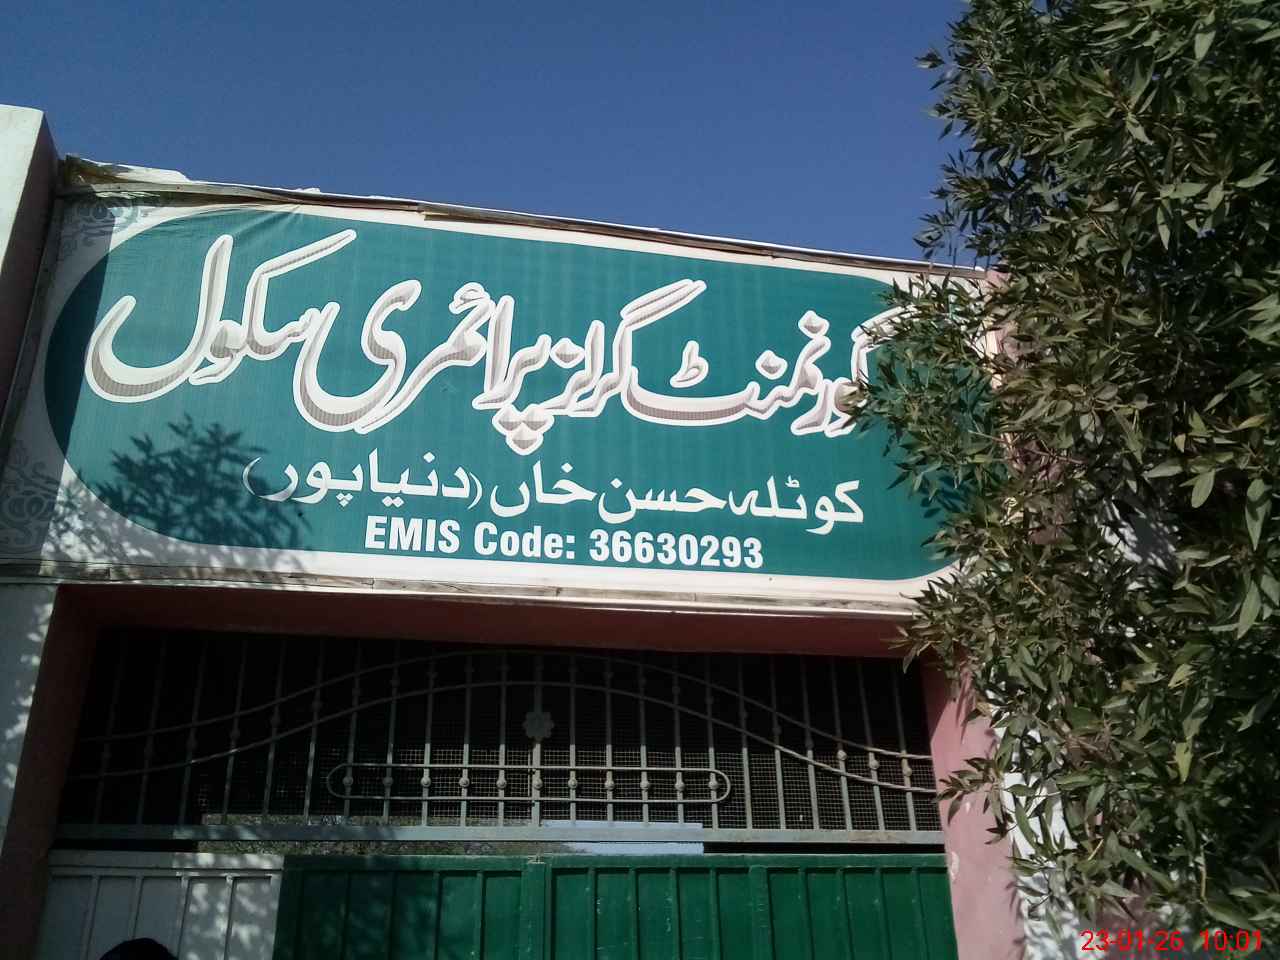 گورنمنٹ گرلز پرائمری سکول
کوٹلہ حسن خاں (دنیاپور)
EMIS Code: 36630293
23-01-26 10:01